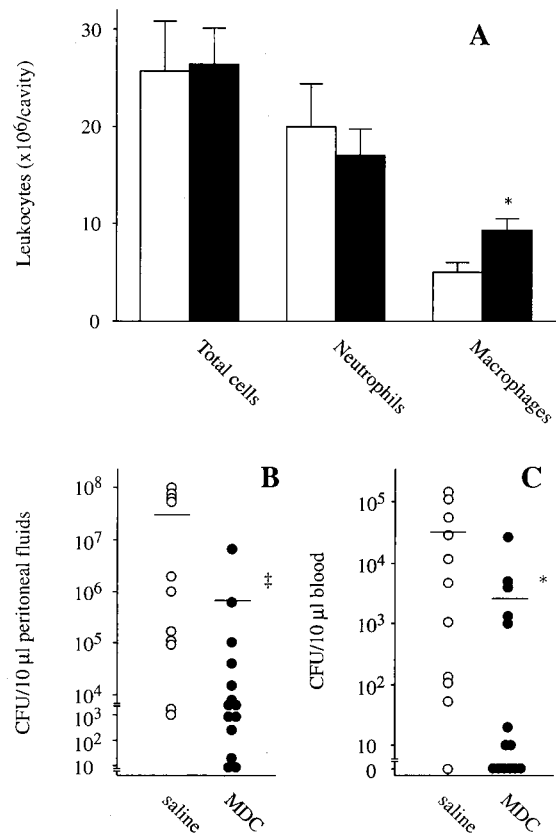 A
Leukocytes (x10⁶/cavity)
30
20
10
0
*
Total cells
Neutrophils
Macrophages
B
CFU/10 µl peritoneal fluids
10⁸
10⁷
10⁶
10⁵
10⁴
10³
10²
10
‡
saline
MDC
C
CFU/10 µl blood
10⁵
10⁴
10³
10²
10
0
*
saline
MDC